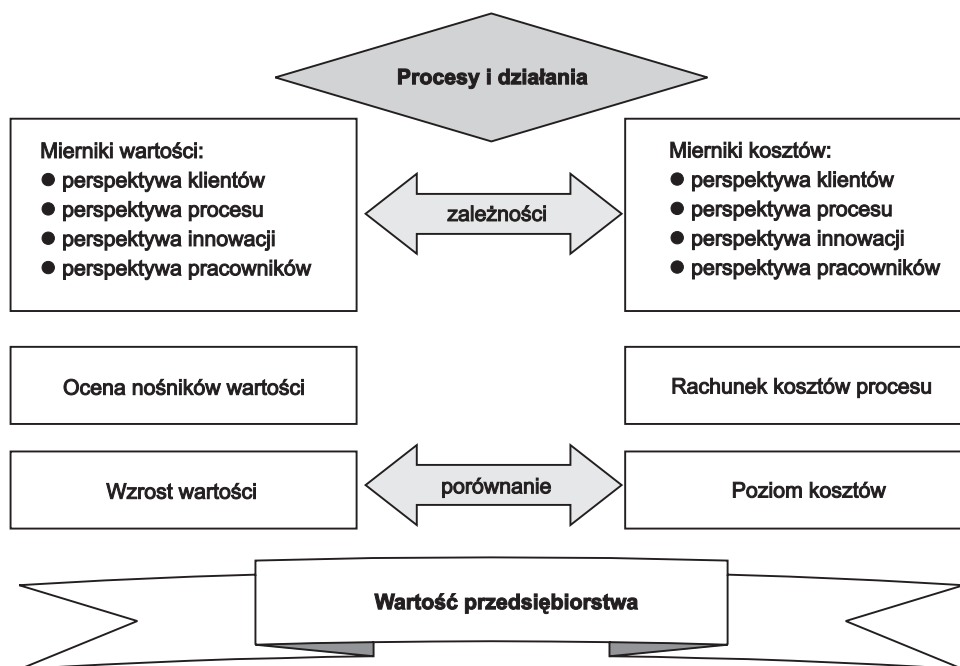 Procesy i działania
Mierniki wartości:
● perspektywa klientów
● perspektywa procesu
● perspektywa innowacji
● perspektywa pracowników
zależności
Mierniki kosztów:
● perspektywa klientów
● perspektywa procesu
● perspektywa innowacji
● perspektywa pracowników
Ocena nośników wartości
Rachunek kosztów procesu
Wzrost wartości
porównanie
Poziom kosztów
Wartość przedsiębiorstwa